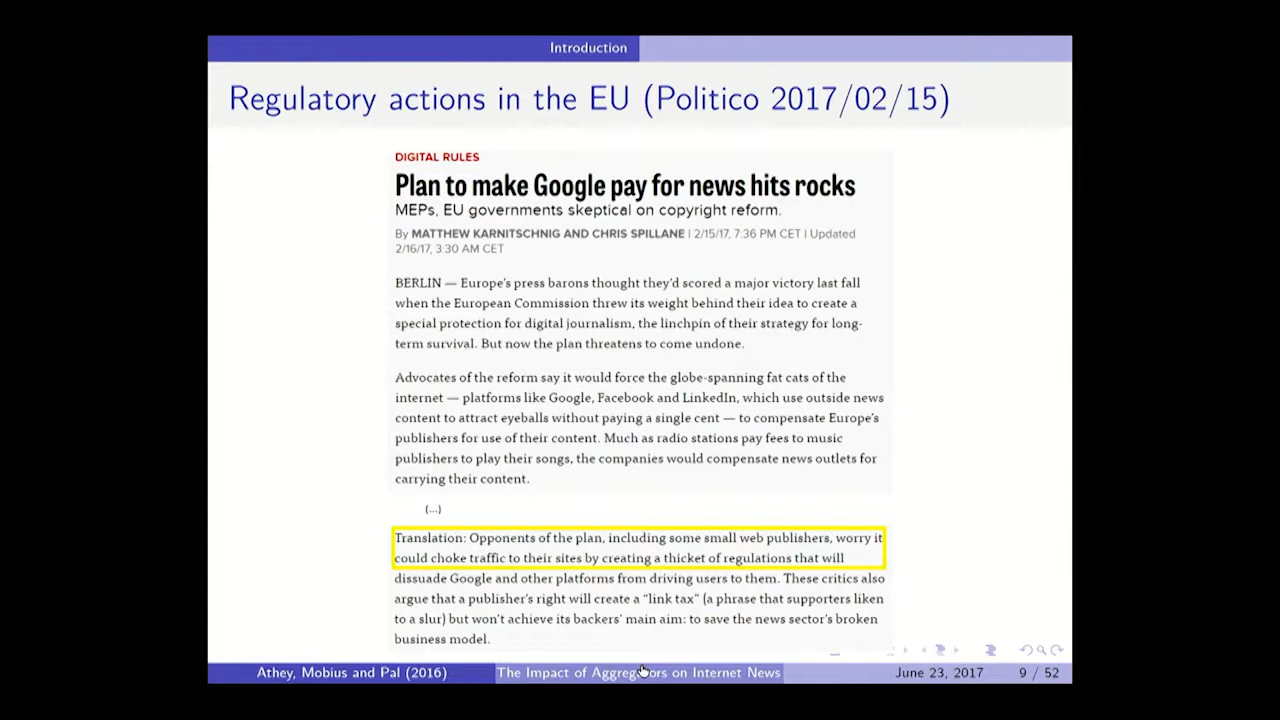 Introduction
Regulatory actions in the EU (Politico 2017/02/15)
DIGITAL RULES
Plan to make Google pay for news hits rocks
MEPs, EU governments skeptical on copyright reform.
By MATTHEW KARNITSCHNIG AND CHRIS SPILLANE | 2/15/17, 7:36 PM CET | Updated
2/16/17, 3:30 AM CET
BERLIN — Europe's press barons thought they'd scored a major victory last fall
when the European Commission threw its weight behind their idea to create a
special protection for digital journalism, the linchpin of their strategy for long-
term survival. But now the plan threatens to come undone.
Advocates of the reform say it would force the globe-spanning fat cats of the
internet — platforms like Google, Facebook and LinkedIn, which use outside news
content to attract eyeballs without paying a single cent — to compensate Europe's
publishers for use of their content. Much as radio stations pay fees to music
publishers to play their songs, the companies would compensate news outlets for
carrying their content.
(...)
Translation: Opponents of the plan, including some small web publishers, worry it
could choke traffic to their sites by creating a thicket of regulations that will
dissuade Google and other platforms from driving users to them. These critics also
argue that a publisher's right will create a "link tax" (a phrase that supporters liken
to a slur) but won't achieve its backers' main aim: to save the news sector's broken
business model.
Athey, Mobius and Pal (2016)
The Impact of Aggregators on Internet News
June 23, 2017
9 / 52